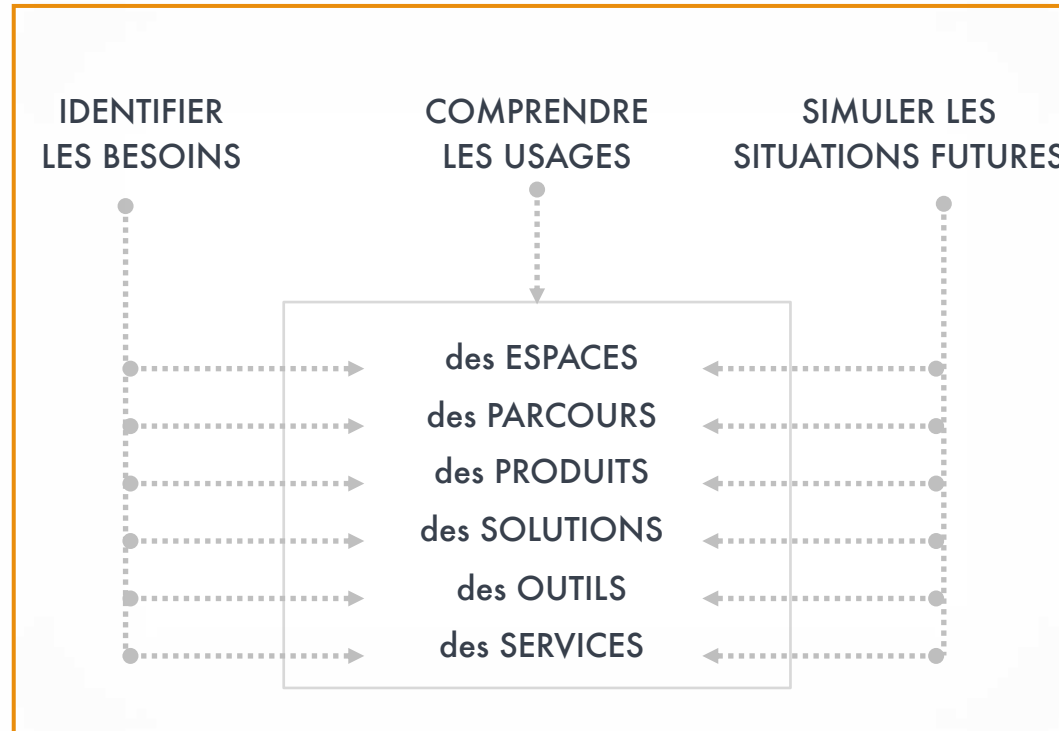 IDENTIFIER
LES BESOINS
COMPRENDRE
LES USAGES
SIMULER LES
SITUATIONS FUTURES
des ESPACES
des PARCOURS
des PRODUITS
des SOLUTIONS
des OUTILS
des SERVICES